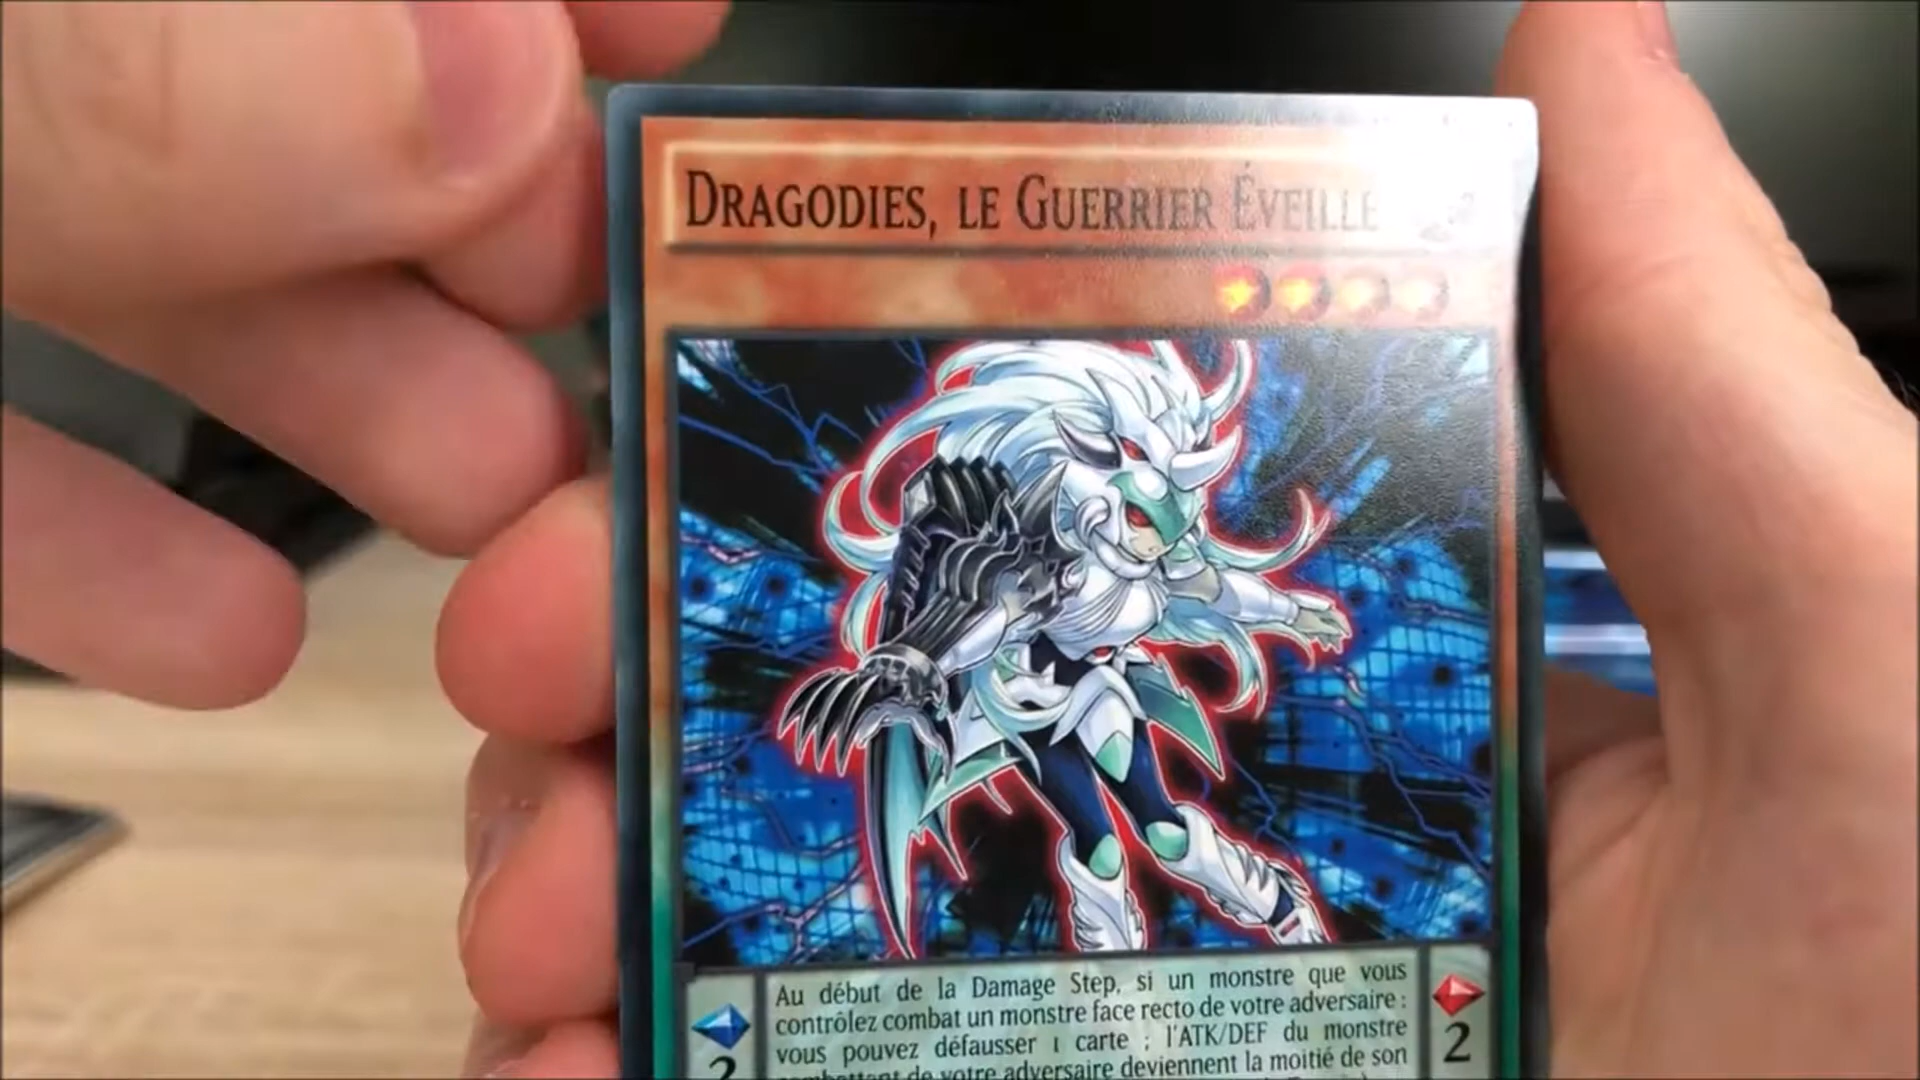 DRAGODIES, LE GUERRIER ÉVEILLÉ
Au début de la Damage Step, si un monstre que vous
contrôlez combat un monstre face recto de votre adversaire :
vous pouvez défausser 1 carte ; l'ATK/DEF du monstre
combattant de votre adversaire deviennent la moitié de son
2
2